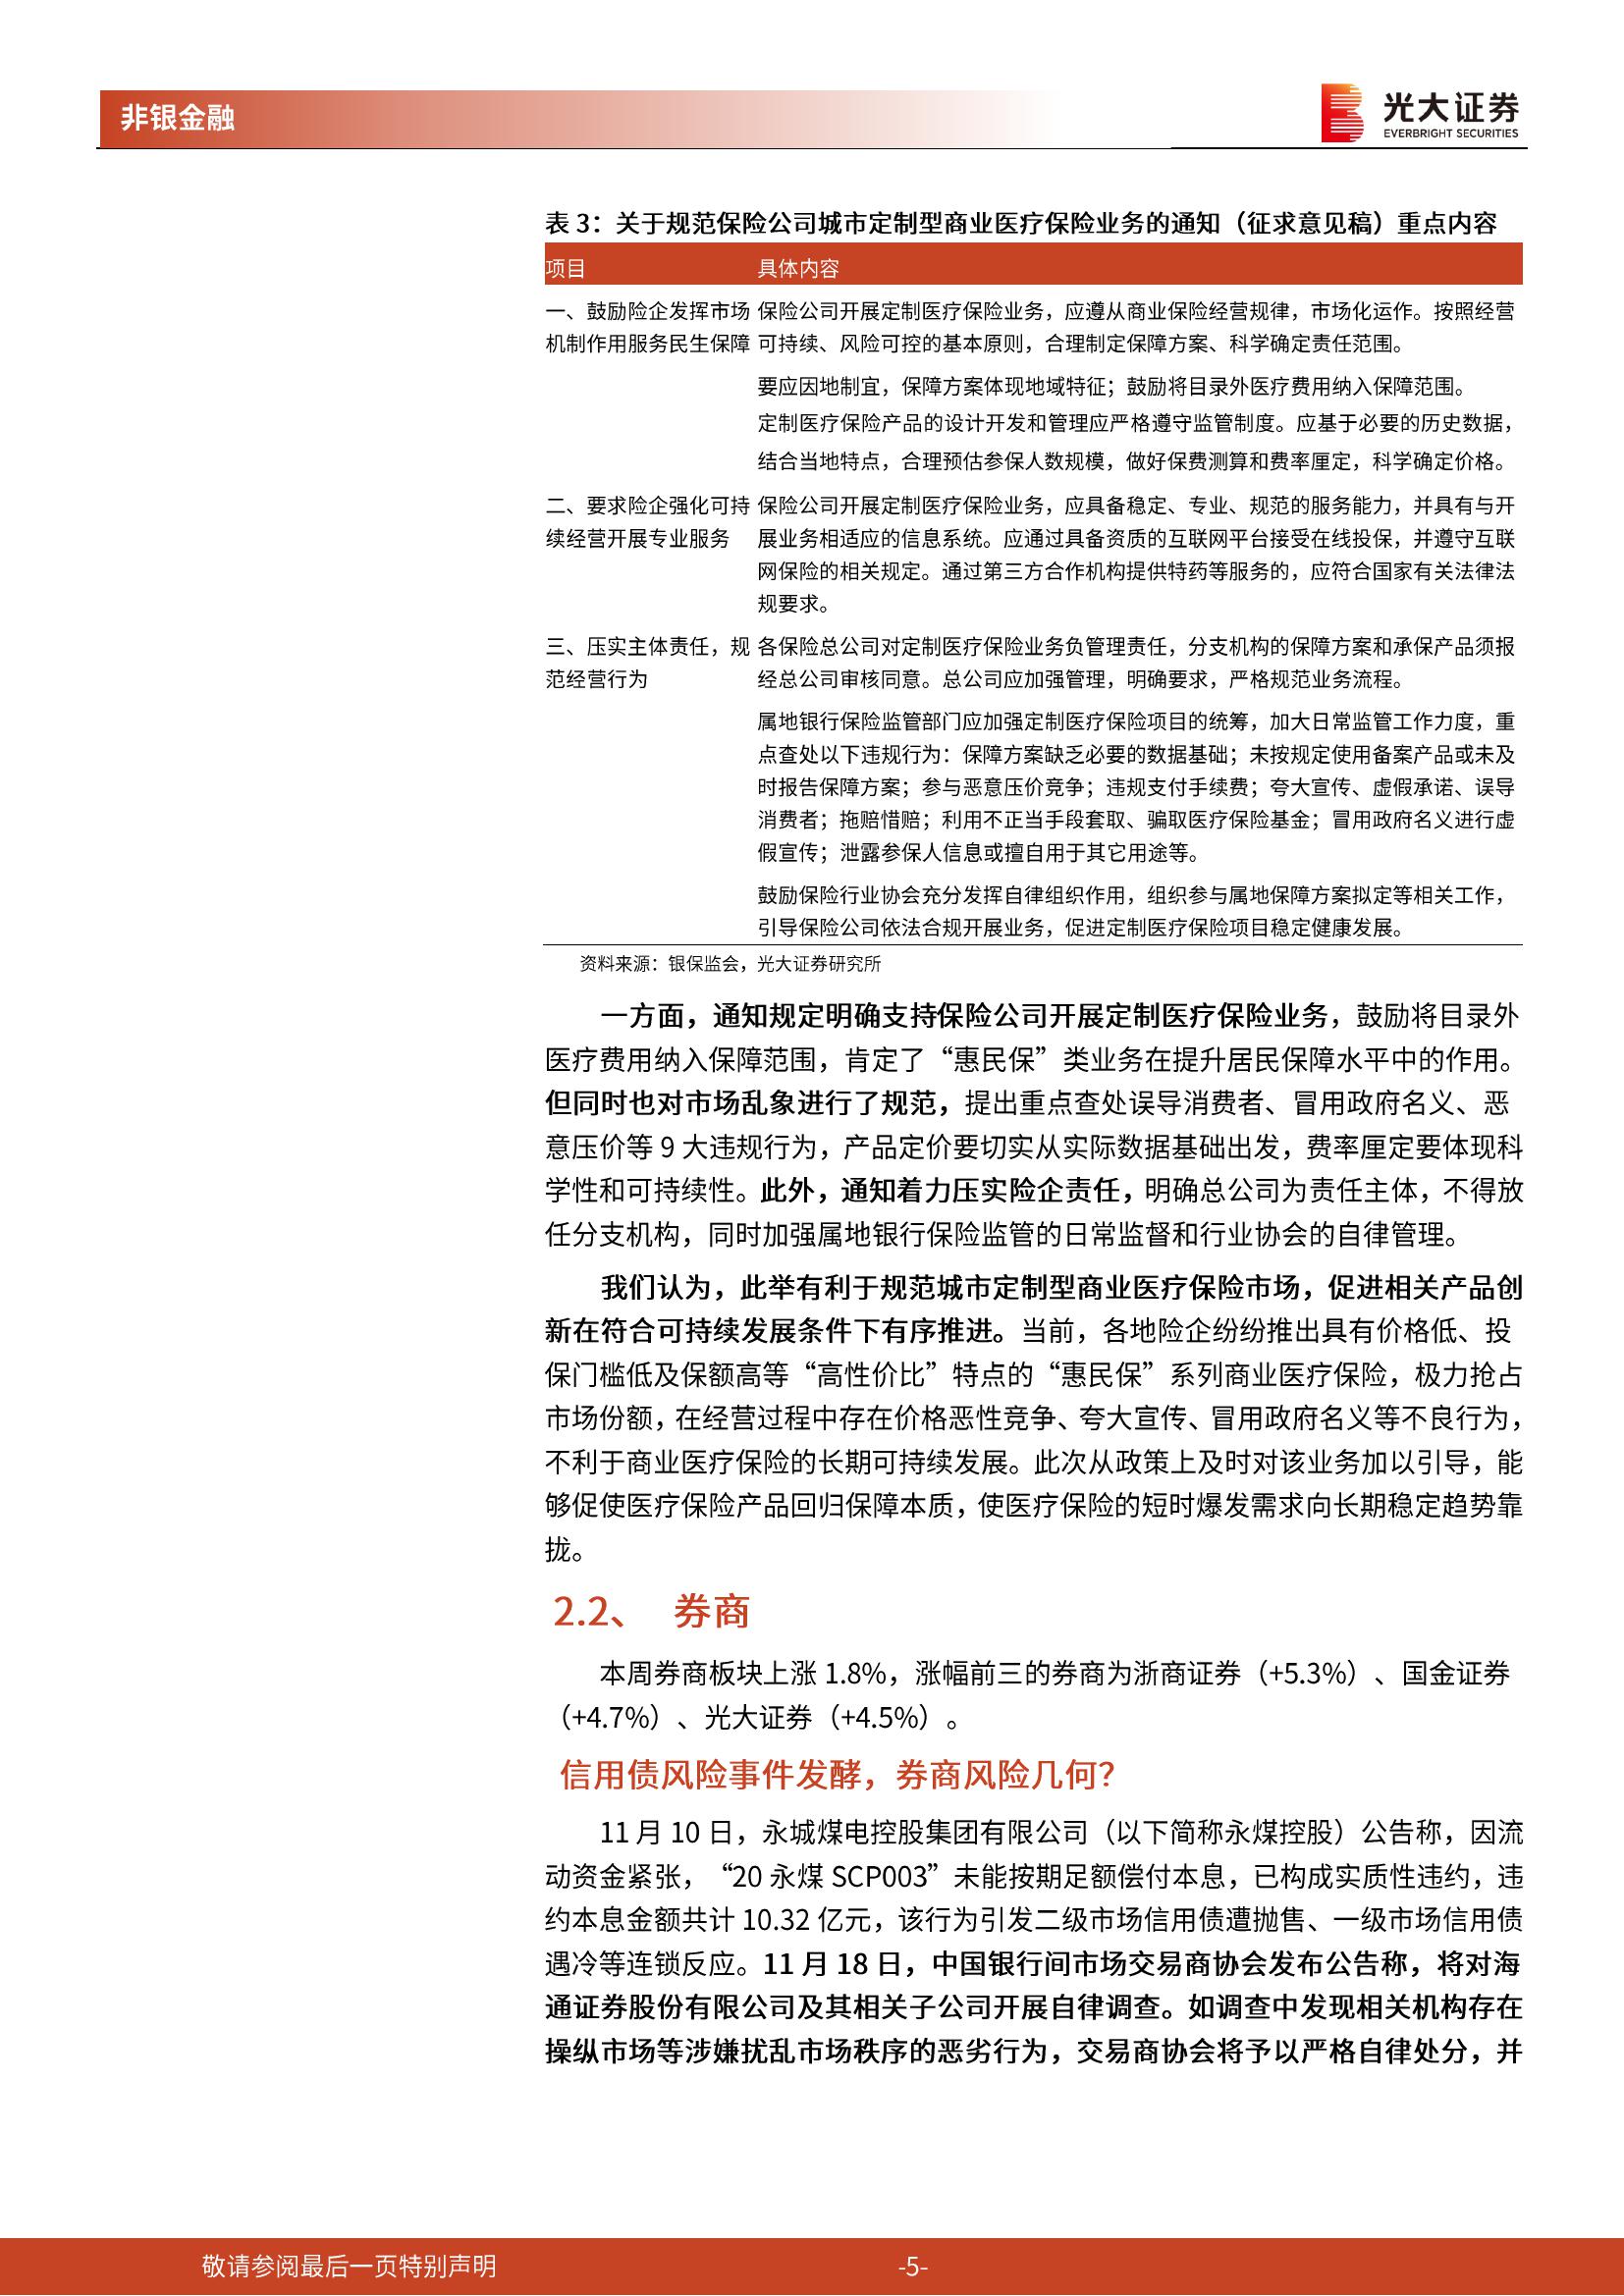 非银金融
光大证券
EVERBRIGHT SECURITIES
表 3：关于规范保险公司城市定制型商业医疗保险业务的通知（征求意见稿）重点内容
项目 具体内容
一、鼓励险企发挥市场 保险公司开展定制医疗保险业务，应遵从商业保险经营规律，市场化运作。按照经营
机制作用服务民生保障 可持续、风险可控的基本原则，合理制定保障方案、科学确定责任范围。
要应因地制宜，保障方案体现地域特征；鼓励将目录外医疗费用纳入保障范围。
定制医疗保险产品的设计开发和管理应严格遵守监管制度。应基于必要的历史数据，
结合当地特点，合理预估参保人数规模，做好保费测算和费率厘定，科学确定价格。
二、要求险企强化可持 保险公司开展定制医疗保险业务，应具备稳定、专业、规范的服务能力，并具有与开
续经营开展专业服务 展业务相适应的信息系统。应通过具备资质的互联网平台接受在线投保，并遵守互联
网保险的相关规定。通过第三方合作机构提供特药等服务的，应符合国家有关法律法
规要求。
三、压实主体责任，规 各保险总公司对定制医疗保险业务负管理责任，分支机构的保障方案和承保产品须报
范经营行为 经总公司审核同意。总公司应加强管理，明确要求，严格规范业务流程。
属地银行保险监管部门应加强定制医疗保险项目的统筹，加大日常监管工作力度，重
点查处以下违规行为：保障方案缺乏必要的数据基础；未按规定使用备案产品或未及
时报告保障方案；参与恶意压价竞争；违规支付手续费；夸大宣传、虚假承诺、误导
消费者；拖赔惜赔；利用不正当手段套取、骗取医疗保险基金；冒用政府名义进行虚
假宣传；泄露参保人信息或擅自用于其它用途等。
鼓励保险行业协会充分发挥自律组织作用，组织参与属地保障方案拟定等相关工作，
引导保险公司依法合规开展业务，促进定制医疗保险项目稳定健康发展。
资料来源：银保监会，光大证券研究所
一方面，通知规定明确支持保险公司开展定制医疗保险业务，鼓励将目录外
医疗费用纳入保障范围，肯定了“惠民保”类业务在提升居民保障水平中的作用。
但同时也对市场乱象进行了规范，提出重点查处误导消费者、冒用政府名义、恶
意压价等 9 大违规行为，产品定价要切实从实际数据基础出发，费率厘定要体现科
学性和可持续性。此外，通知着力压实险企责任，明确总公司为责任主体，不得放
任分支机构，同时加强属地银行保险监管的日常监督和行业协会的自律管理。
我们认为，此举有利于规范城市定制型商业医疗保险市场，促进相关产品创
新在符合可持续发展条件下有序推进。当前，各地险企纷纷推出具有价格低、投
保门槛低及保额高等“高性价比”特点的“惠民保”系列商业医疗保险，极力抢占
市场份额，在经营过程中存在价格恶性竞争、夸大宣传、冒用政府名义等不良行为，
不利于商业医疗保险的长期可持续发展。此次从政策上及时对该业务加以引导，能
够促使医疗保险产品回归保障本质，使医疗保险的短时爆发需求向长期稳定趋势靠
拢。
2.2、 券商
本周券商板块上涨 1.8%，涨幅前三的券商为浙商证券（+5.3%）、国金证券
（+4.7%）、光大证券（+4.5%）。
信用债风险事件发酵，券商风险几何？
11 月 10 日，永城煤电控股集团有限公司（以下简称永煤控股）公告称，因流
动资金紧张，“20 永煤 SCP003”未能按期足额偿付本息，已构成实质性违约，违
约本息金额共计 10.32 亿元，该行为引发二级市场信用债遭抛售、一级市场信用债
遇冷等连锁反应。11 月 18 日，中国银行间市场交易商协会发布公告称，将对海
通证券股份有限公司及其相关子公司开展自律调查。如调查中发现相关机构存在
操纵市场等涉嫌扰乱市场秩序的恶劣行为，交易商协会将予以严格自律处分，并
敬请参阅最后一页特别声明
-5-